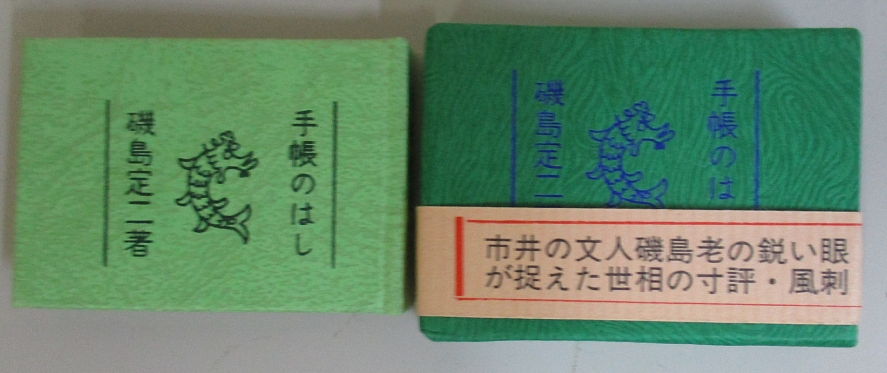 手帳のはし
磯島定二著
手帳のは
磯島定二
市井の文人磯島老の鋭い眼
が捉えた世相の寸評・風刺